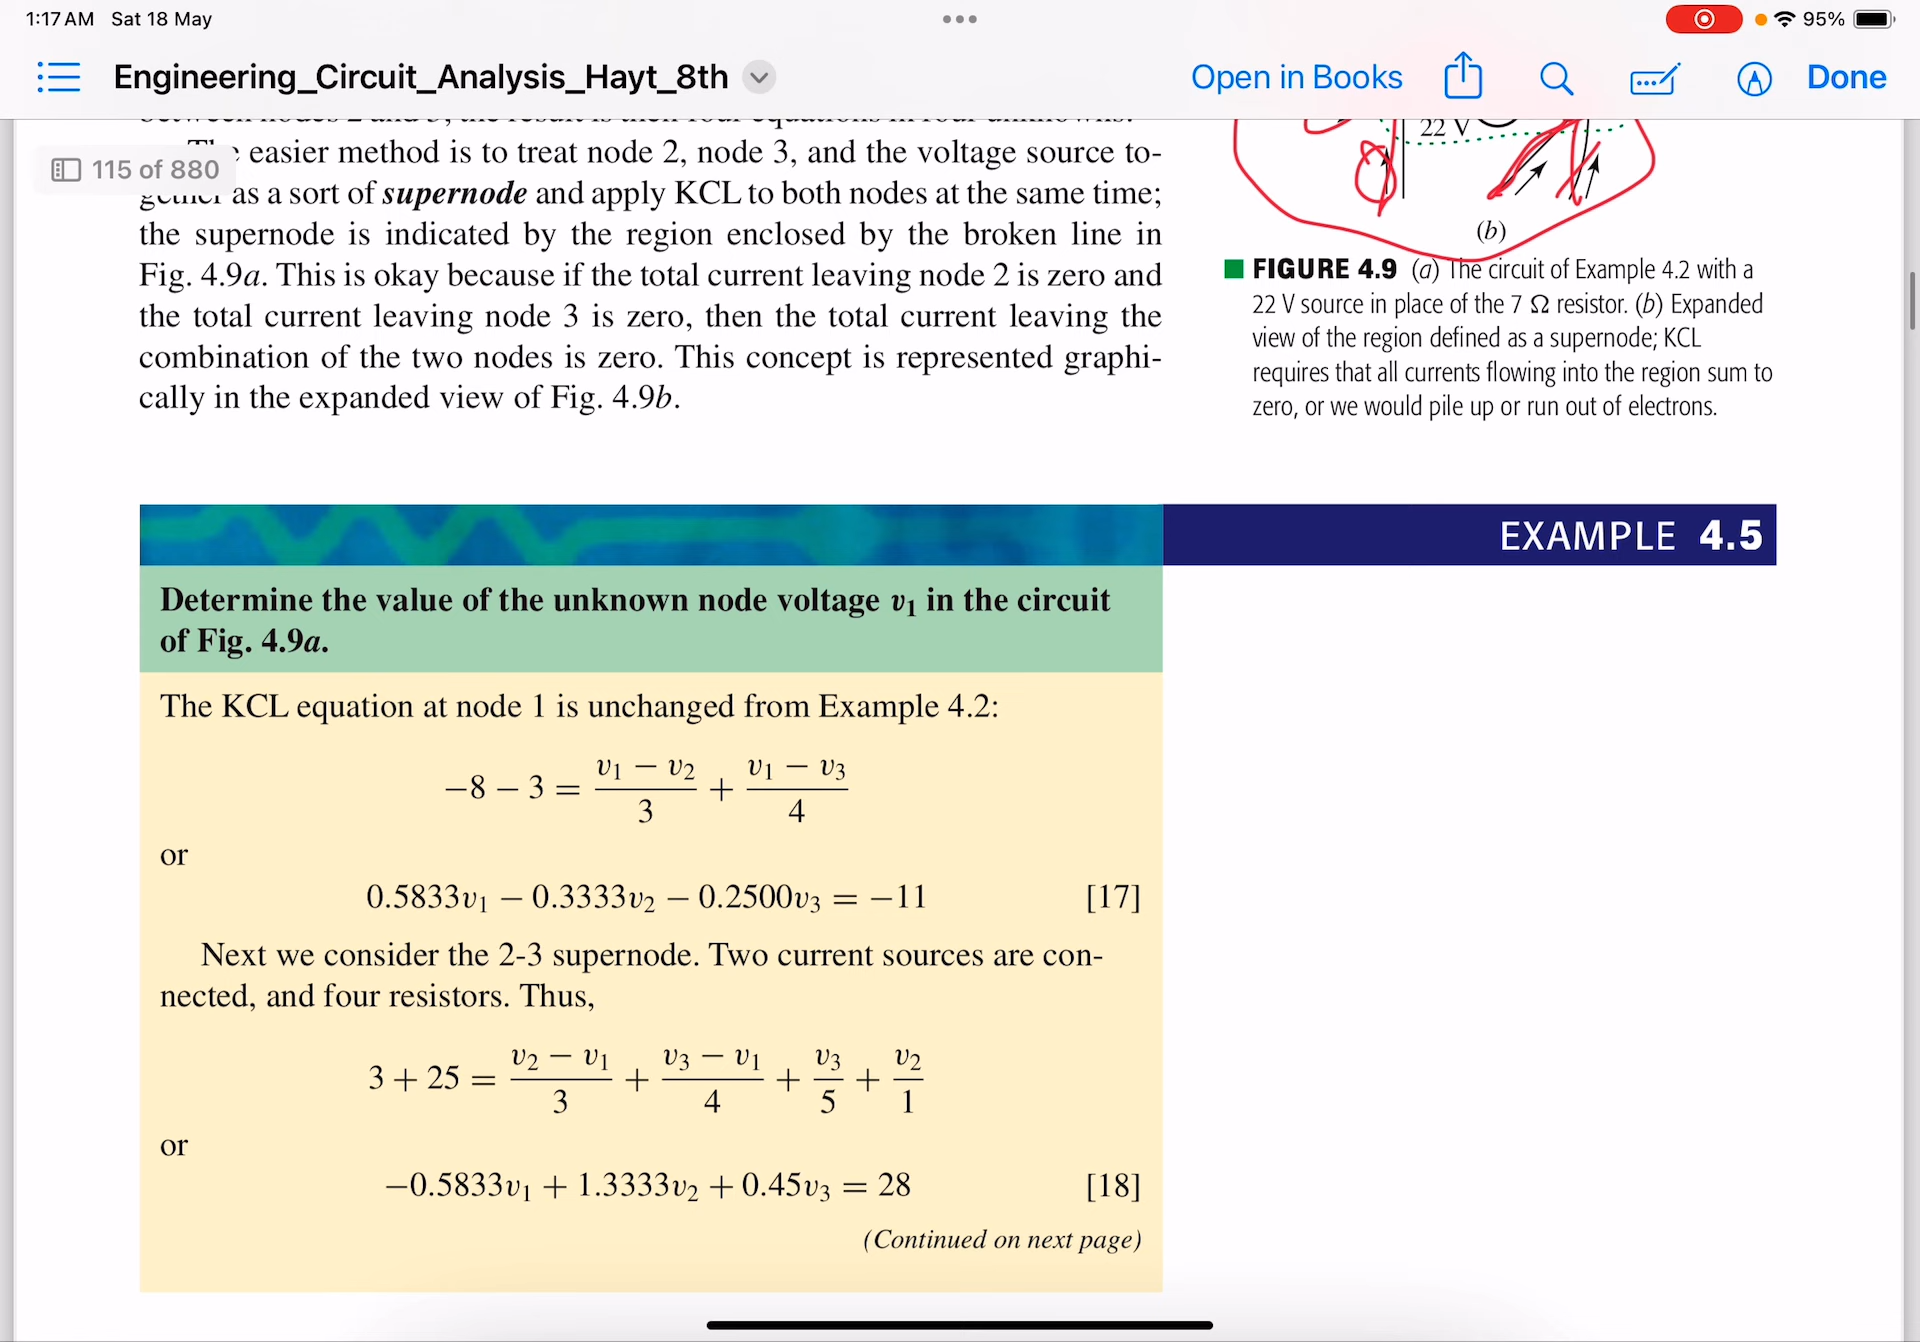 1:17 AM Sat 18 May
95%
Engineering_Circuit_Analysis_Hayt_8th
Open in Books
Done
115 of 880
easier method is to treat node 2, node 3, and the voltage source to-
as a sort of supernode and apply KCL to both nodes at the same time;
the supernode is indicated by the region enclosed by the broken line in
Fig. 4.9a. This is okay because if the total current leaving node 2 is zero and
the total current leaving node 3 is zero, then the total current leaving the
combination of the two nodes is zero. This concept is represented graphi-
cally in the expanded view of Fig. 4.9b.
22 V
(b)
FIGURE 4.9 (a) The circuit of Example 4.2 with a
22 V source in place of the 7 Ω resistor. (b) Expanded
view of the region defined as a supernode; KCL
requires that all currents flowing into the region sum to
zero, or we would pile up or run out of electrons.
EXAMPLE 4.5
Determine the value of the unknown node voltage v₁ in the circuit
of Fig. 4.9a.
The KCL equation at node 1 is unchanged from Example 4.2:
−8 − 3 = (v₁ − v₂)/3 + (v₁ − v₃)/4
or
0.5833v₁ − 0.3333v₂ − 0.2500v₃ = −11 [17]
Next we consider the 2-3 supernode. Two current sources are con-
nected, and four resistors. Thus,
3 + 25 = (v₂ − v₁)/3 + (v₃ − v₁)/4 + v₃/5 + v₂/1
or
−0.5833v₁ + 1.3333v₂ + 0.45v₃ = 28 [18]
(Continued on next page)